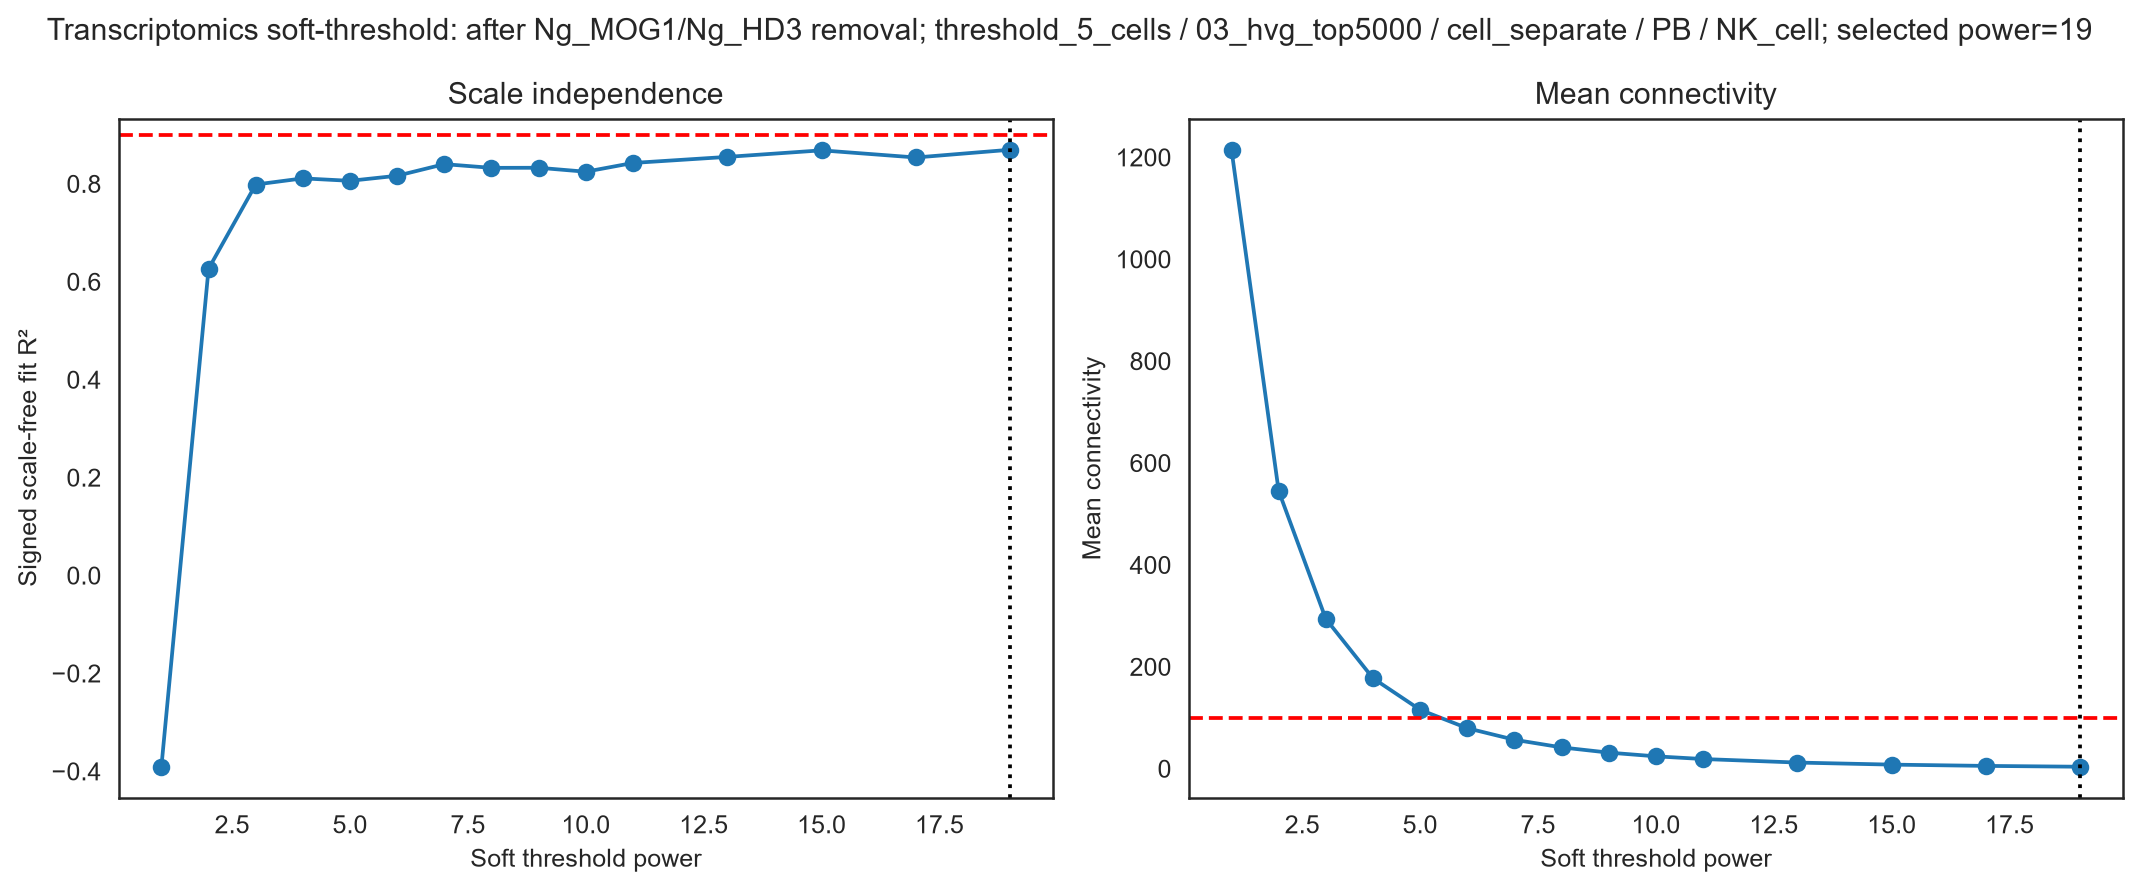 Transcriptomics soft-threshold: after Ng_MOG1/Ng_HD3 removal; threshold_5_cells / 03_hvg_top5000 / cell_separate / PB / NK_cell; selected power=19
Scale independence
Signed scale-free fit R²
0.8
0.6
0.4
0.2
0.0
−0.2
−0.4
2.5 5.0 7.5 10.0 12.5 15.0 17.5
Soft threshold power
Mean connectivity
Mean connectivity
1200
1000
800
600
400
200
0
2.5 5.0 7.5 10.0 12.5 15.0 17.5
Soft threshold power